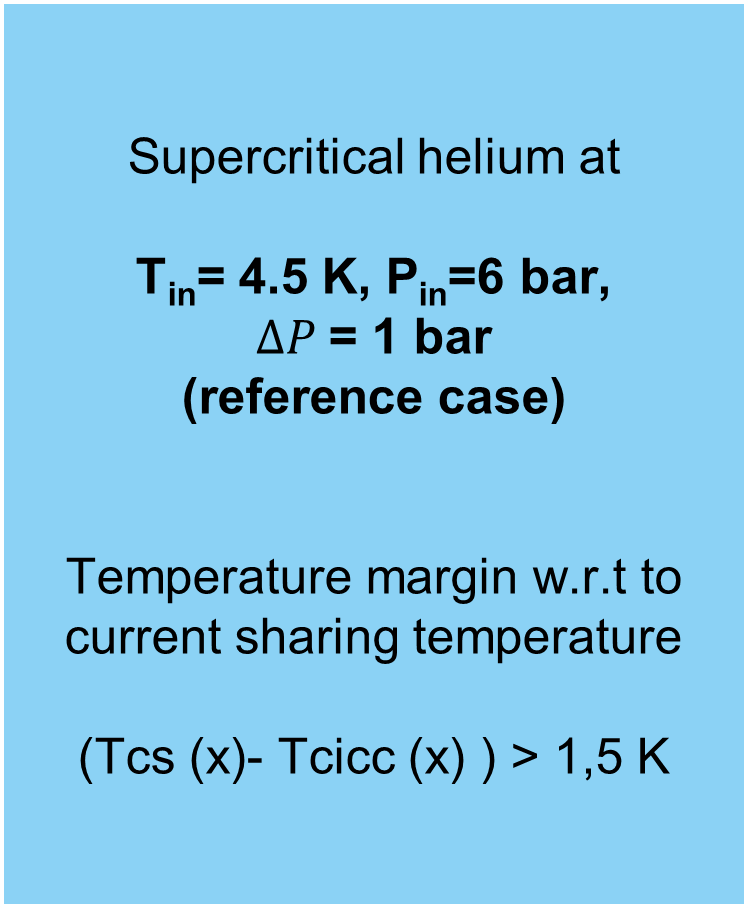 Supercritical helium at
Tin= 4.5 K, Pin=6 bar,
Δ𝑃 = 1 bar
(reference case)
Temperature margin w.r.t to
current sharing temperature
(Tcs (x)- Tcicc (x) ) > 1,5 K